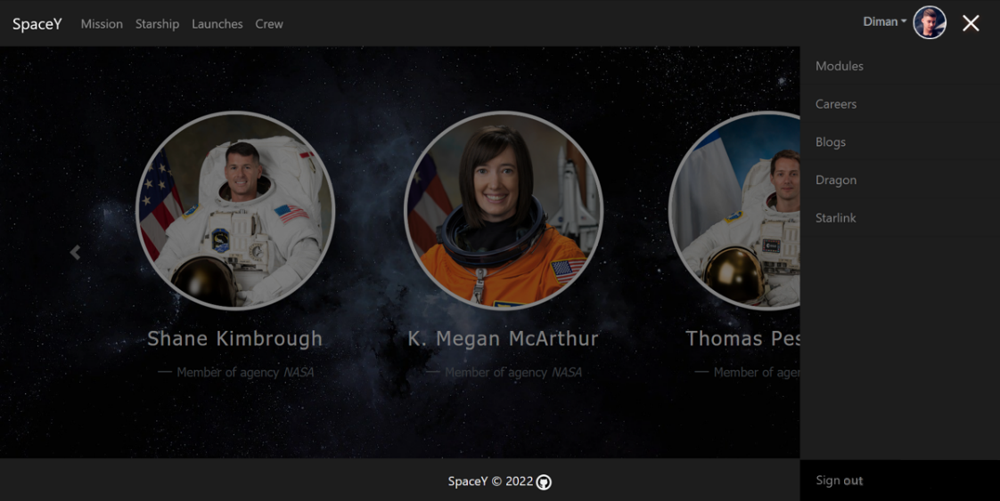 SpaceY Mission Starship Launches Crew Diman
Modules
Careers
Blogs
Dragon
Starlink
Shane Kimbrough
— Member of agency NASA
K. Megan McArthur
— Member of agency NASA
Thomas Pes
— Member of agen
SpaceY © 2022
Sign out